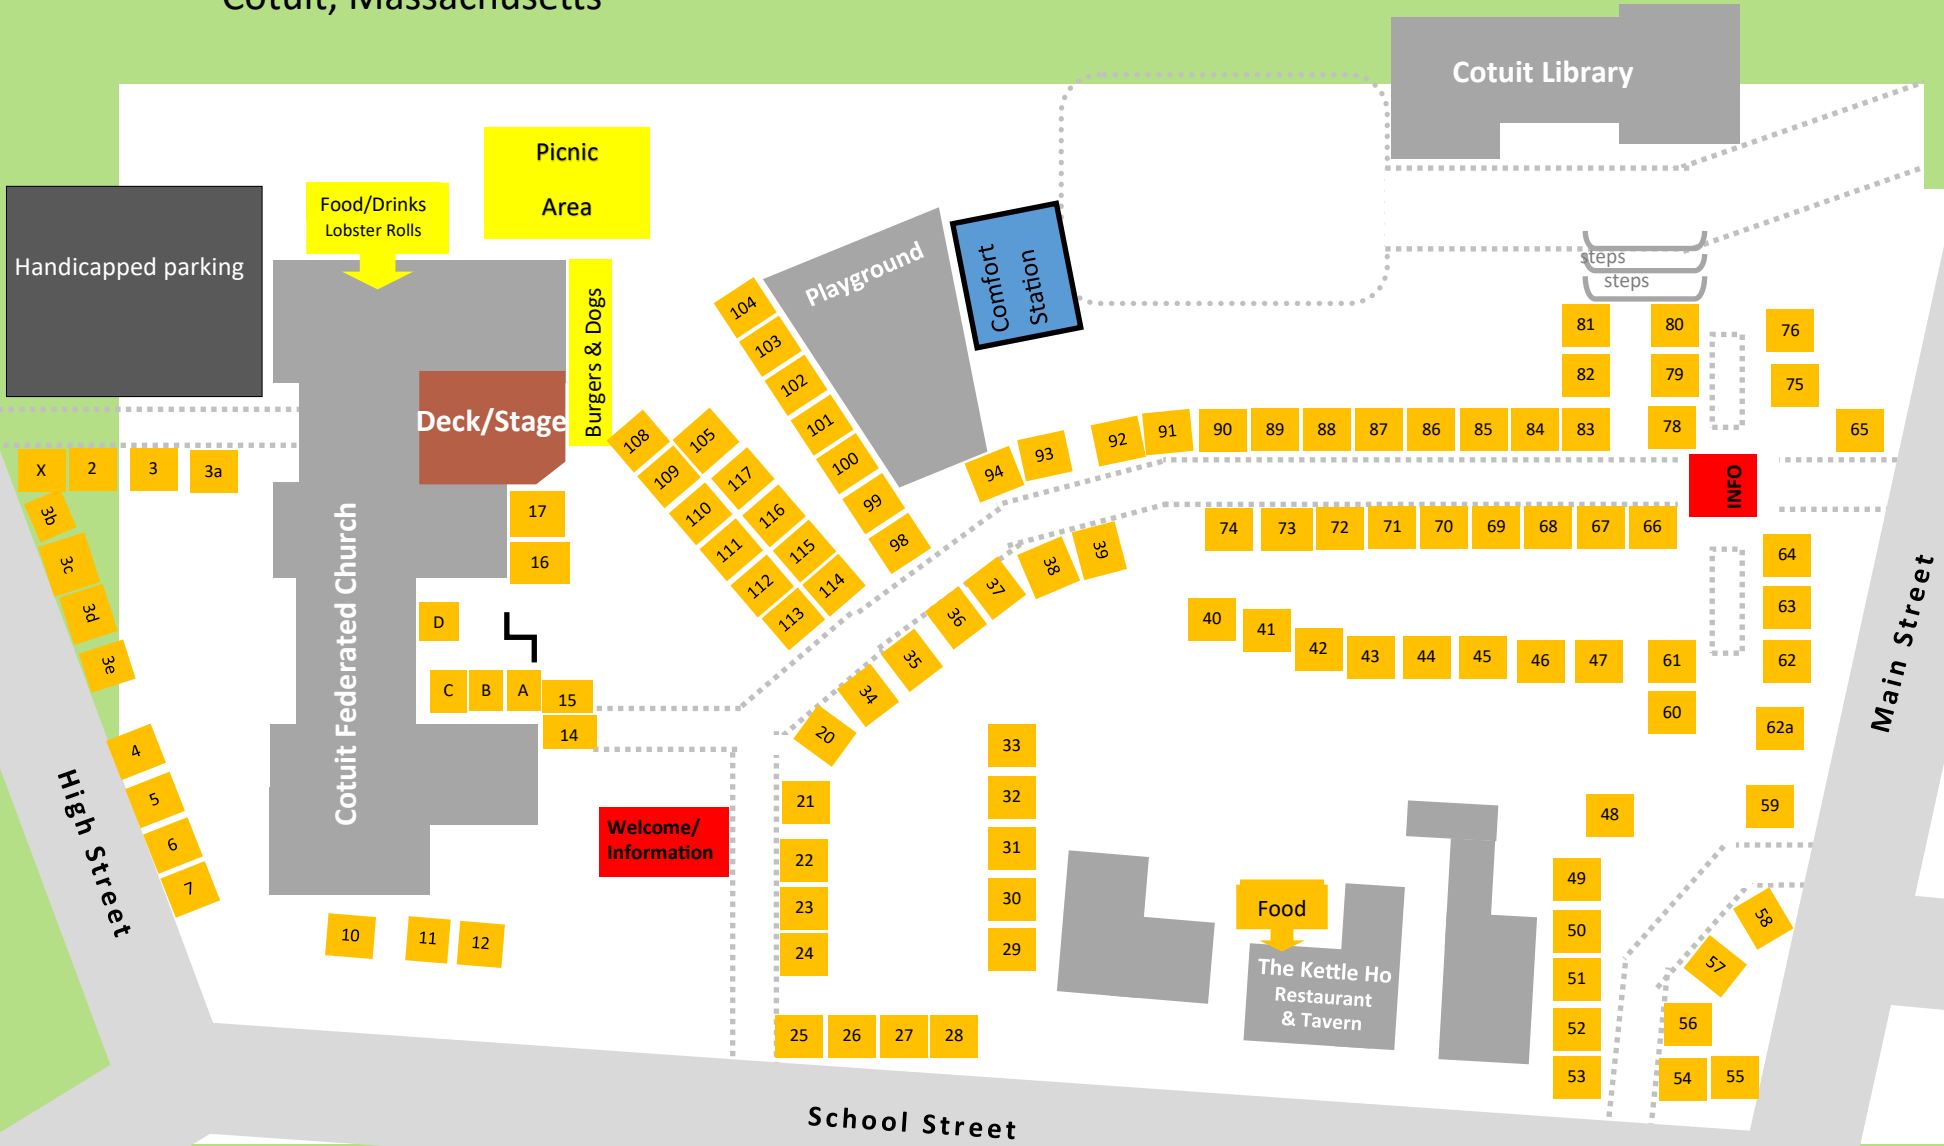 Cotuit, Massachusetts
Cotuit Library
Picnic
Area
Food/Drinks
Lobster Rolls
Handicapped parking
Playground
Comfort
Station
steps
steps
Burgers & Dogs
Deck/Stage
104
103
102
101
100
99
98
108
109
110
111
112
113
105
117
116
115
114
81
80
76
82
79
75
94
93
92
91
90
89
88
87
86
85
84
83
78
65
INFO
X
2
3
3a
3b
3c
3d
3e
17
16
D
C
B
A
15
14
Cotuit Federated Church
74
73
72
71
70
69
68
67
66
64
63
62
62a
39
38
37
36
35
34
20
40
41
42
43
44
45
46
47
61
60
Main Street
4
5
6
7
High Street
Welcome/
Information
21
22
23
24
33
32
31
30
29
48
59
49
50
51
52
53
58
57
56
54
55
Food
The Kettle Ho
Restaurant
& Tavern
10
11
12
25
26
27
28
School Street